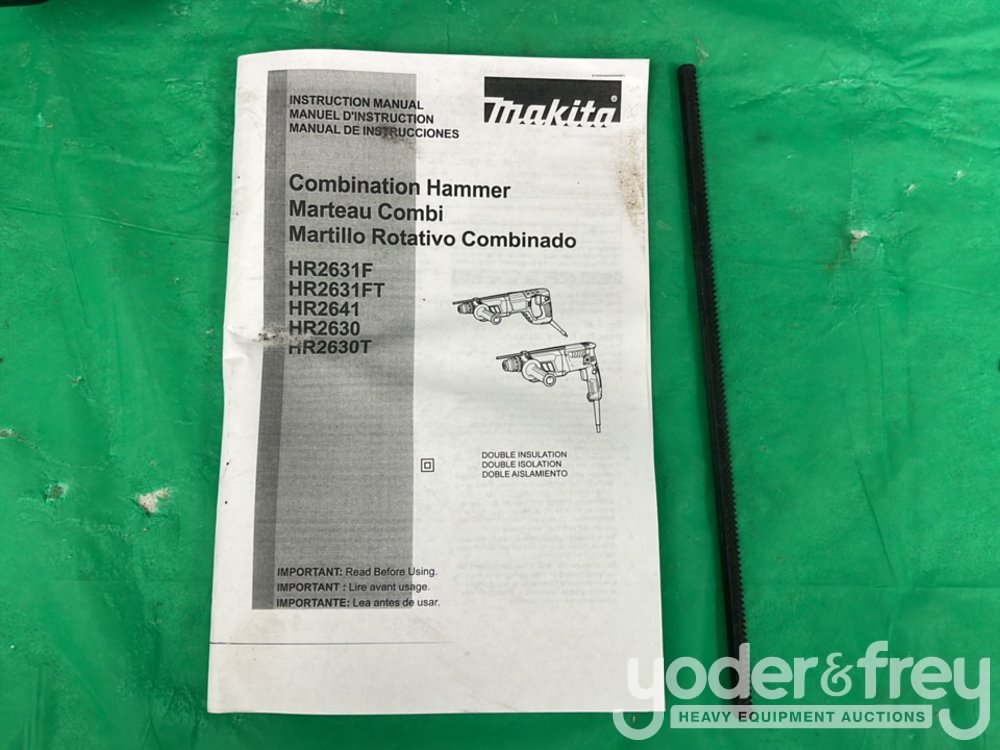 INSTRUCTION MANUAL
MANUEL D'INSTRUCTION
MANUAL DE INSTRUCCIONES
makita®
Combination Hammer
Marteau Combi
Martillo Rotativo Combinado
HR2631F
HR2631FT
HR2641
HR2630
HR2630T
DOUBLE INSULATION
DOUBLE ISOLATION
DOBLE AISLAMIENTO
IMPORTANT: Read Before Using.
IMPORTANT : Lire avant usage.
IMPORTANTE: Lea antes de usar.
yoder&frey
HEAVY EQUIPMENT AUCTIONS